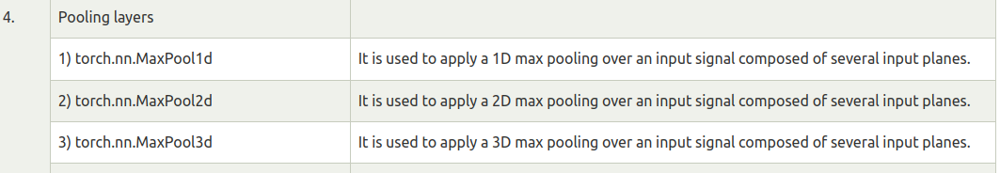 4. Pooling layers
1) torch.nn.MaxPool1d It is used to apply a 1D max pooling over an input signal composed of several input planes.
2) torch.nn.MaxPool2d It is used to apply a 2D max pooling over an input signal composed of several input planes.
3) torch.nn.MaxPool3d It is used to apply a 3D max pooling over an input signal composed of several input planes.